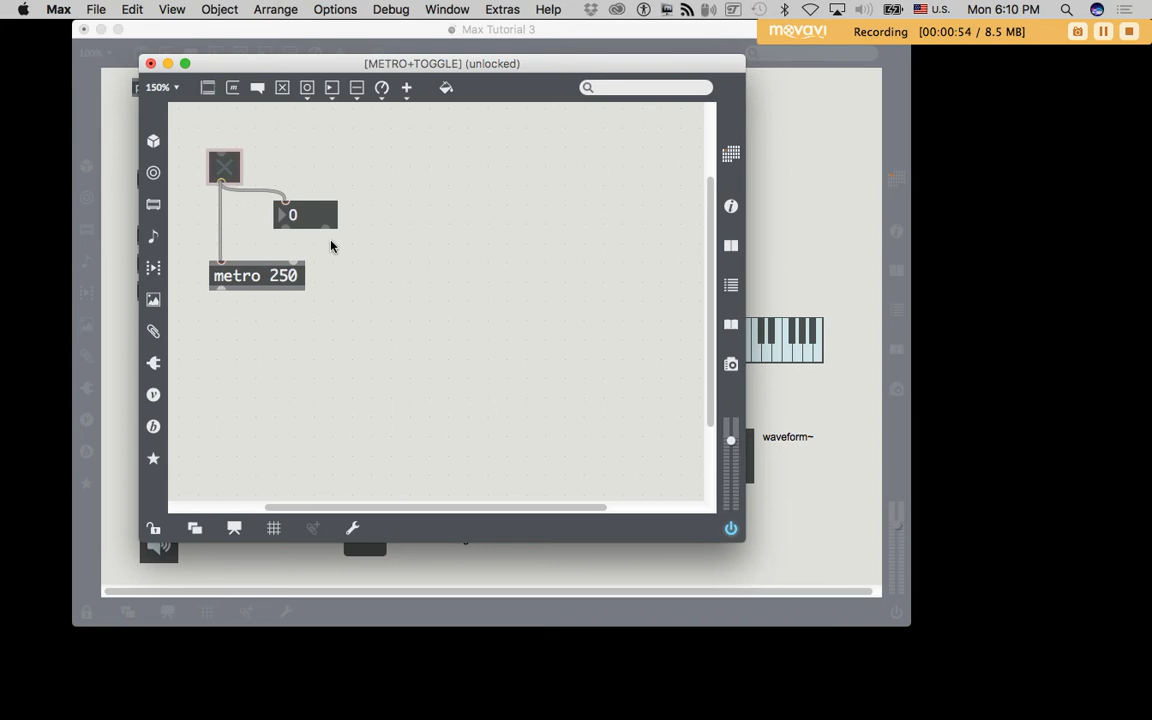 Max File Edit View Object Arrange Options Debug Window Extras Help U.S. Mon 6:10 PM
Max Tutorial 3
movavi Recording [00:00:54 / 8.5 MB]
[METRO+TOGGLE] (unlocked)
150%
0
metro 250
waveform~